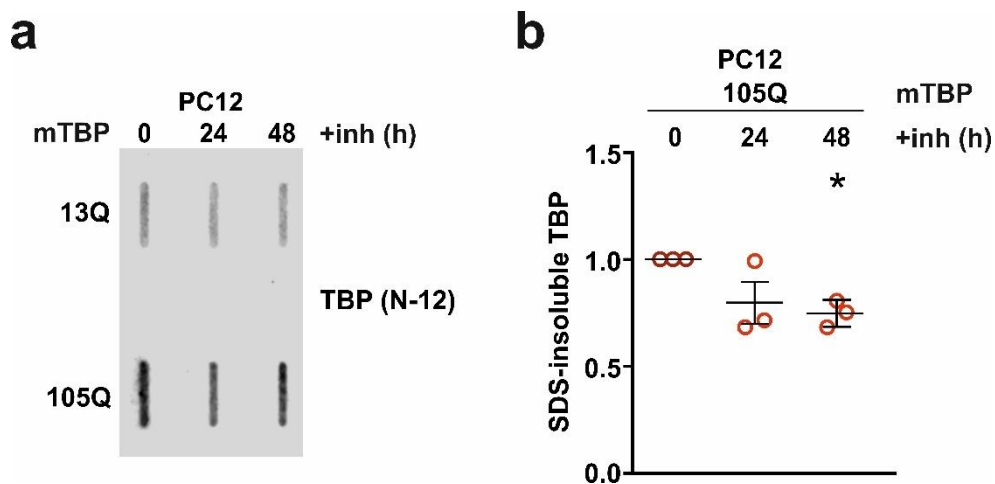 a
PC12
mTBP 0 24 48 +inh (h)
13Q
TBP (N-12)
105Q
b
PC12
105Q mTBP
0 24 48 +inh (h)
1.5
*
1.0
0.5
0.0
SDS-insoluble TBP